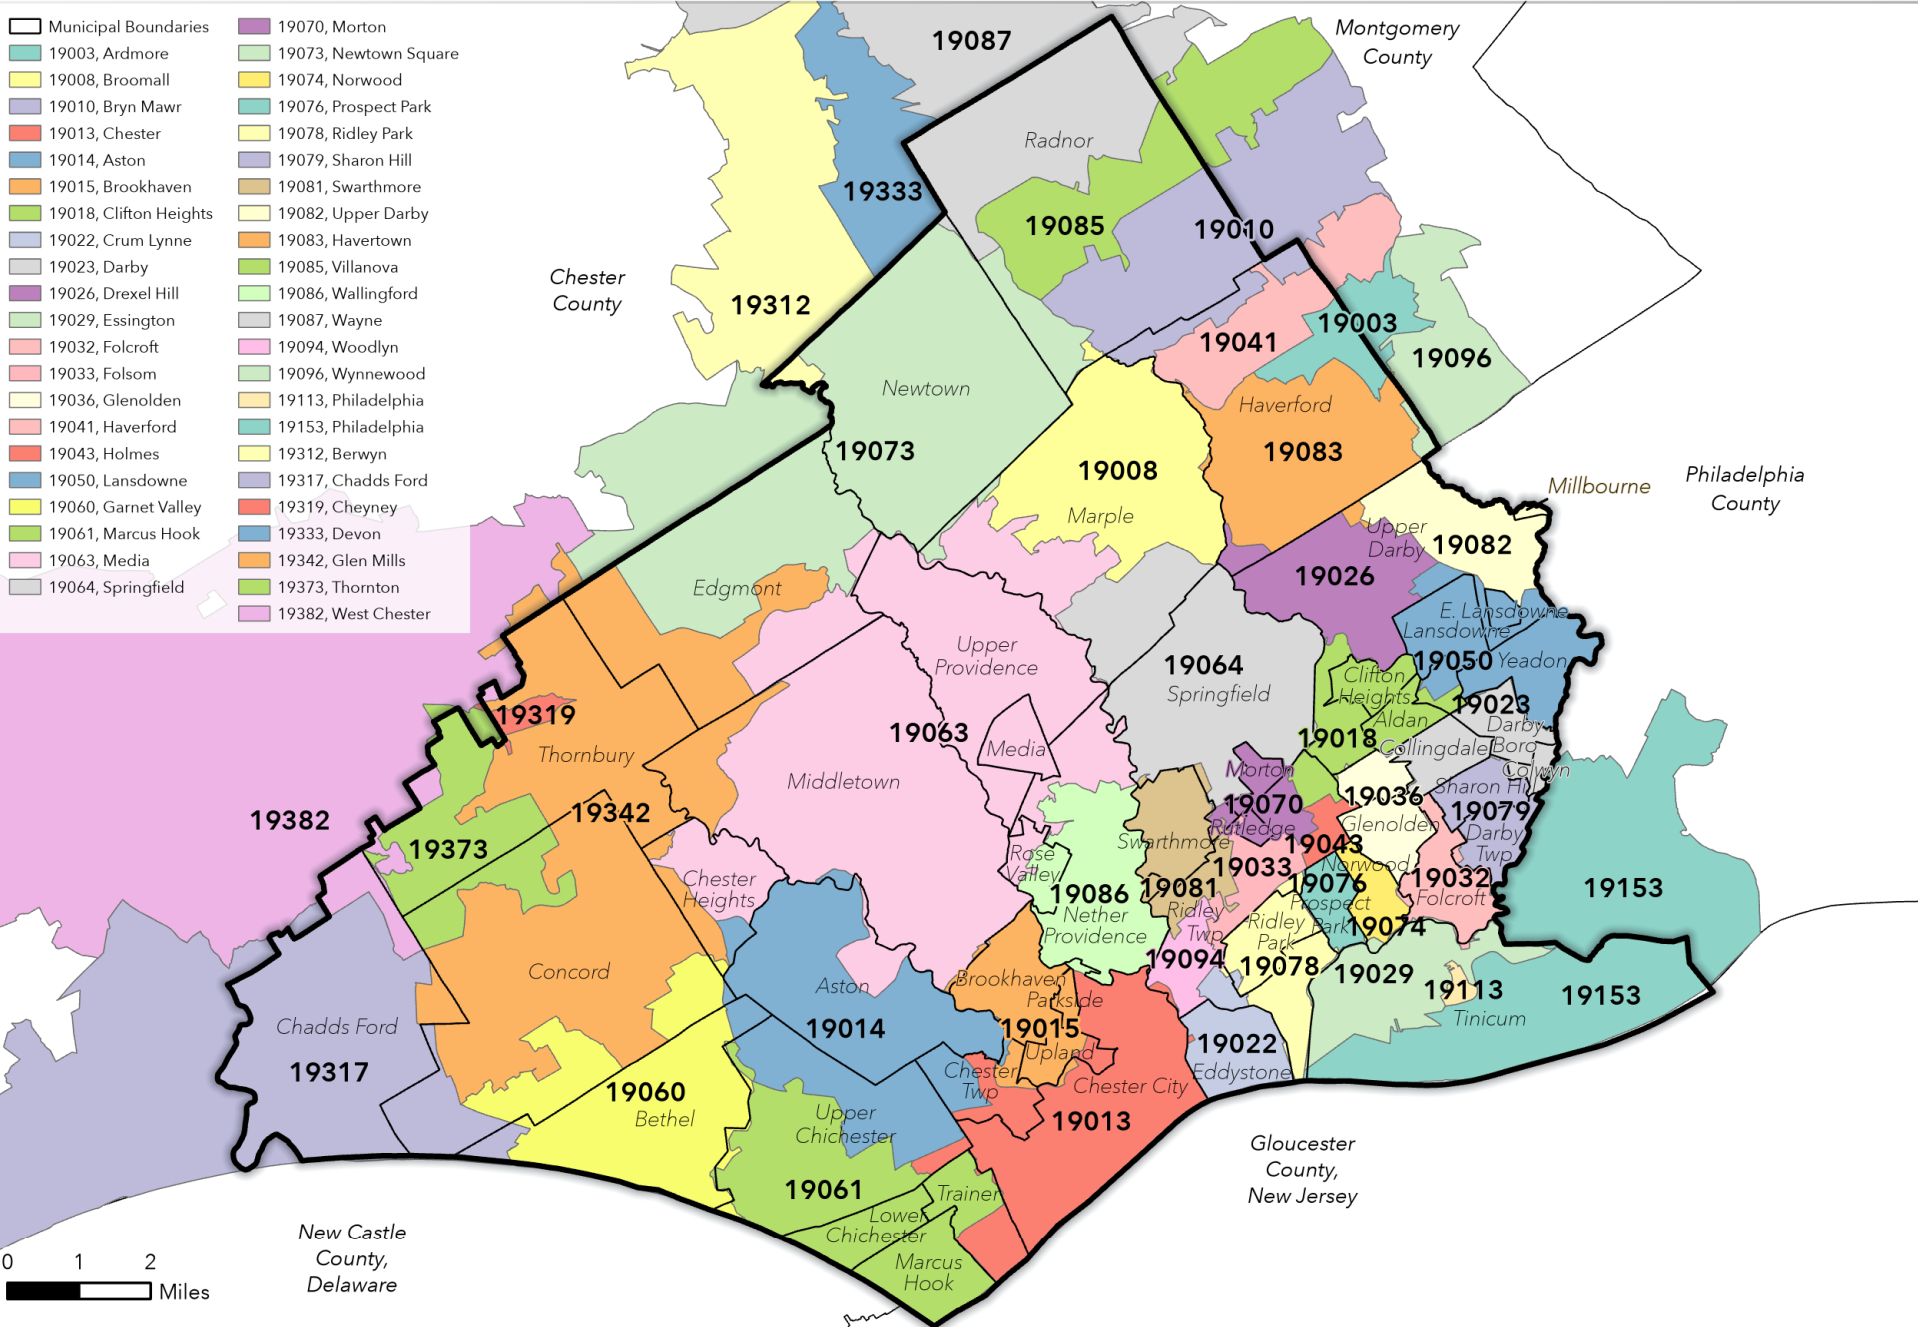 Municipal Boundaries
19003, Ardmore
19008, Broomall
19010, Bryn Mawr
19013, Chester
19014, Aston
19015, Brookhaven
19018, Clifton Heights
19022, Crum Lynne
19023, Darby
19026, Drexel Hill
19029, Essington
19032, Folcroft
19033, Folsom
19036, Glenolden
19041, Haverford
19043, Holmes
19050, Lansdowne
19060, Garnet Valley
19061, Marcus Hook
19063, Media
19064, Springfield
19070, Morton
19073, Newtown Square
19074, Norwood
19076, Prospect Park
19078, Ridley Park
19079, Sharon Hill
19081, Swarthmore
19082, Upper Darby
19083, Havertown
19085, Villanova
19086, Wallingford
19087, Wayne
19094, Woodlyn
19096, Wynnewood
19113, Philadelphia
19153, Philadelphia
19312, Berwyn
19317, Chadds Ford
19319, Cheyney
19333, Devon
19342, Glen Mills
19373, Thornton
19382, West Chester
Montgomery
County
19087
Radnor
19333
19085
19010
Chester
County
19312
19003
19041
19096
Newtown
Haverford
19073
19083
19008
Marple
Millbourne
Philadelphia
County
Upper
Darby
19082
19026
Edgmont
E. Lansdowne
Lansdowne
Upper
Providence
19064
Springfield
19050
Yeadon
Clifton
Heights
Aldan
19023
Darby
Boro
19319
Thornbury
19063
Media
19018
Collingdale
Colwyn
Middletown
Morton
19070
Rutledge
19036
Glenolden
Sharon Hill
19079
Darby
Twp
19382
19342
19373
Swarthmore
19043
Rose
Valley
19033
Norwood
Chester
Heights
19086
Nether
Providence
19081
Ridley
Twp
19076
Prospect
Park
19032
Folcroft
19153
Ridley
Park
19074
19094
19078
19029
19113
Tinicum
19153
Concord
Aston
19014
Brookhaven
Parkside
19015
Upland
Chadds Ford
19317
19022
Eddystone
Chester
Twp
Chester City
19013
19060
Bethel
Upper
Chichester
19061
Trainer
Lower
Chichester
Marcus
Hook
Gloucester
County,
New Jersey
New Castle
County,
Delaware
0 1 2
Miles